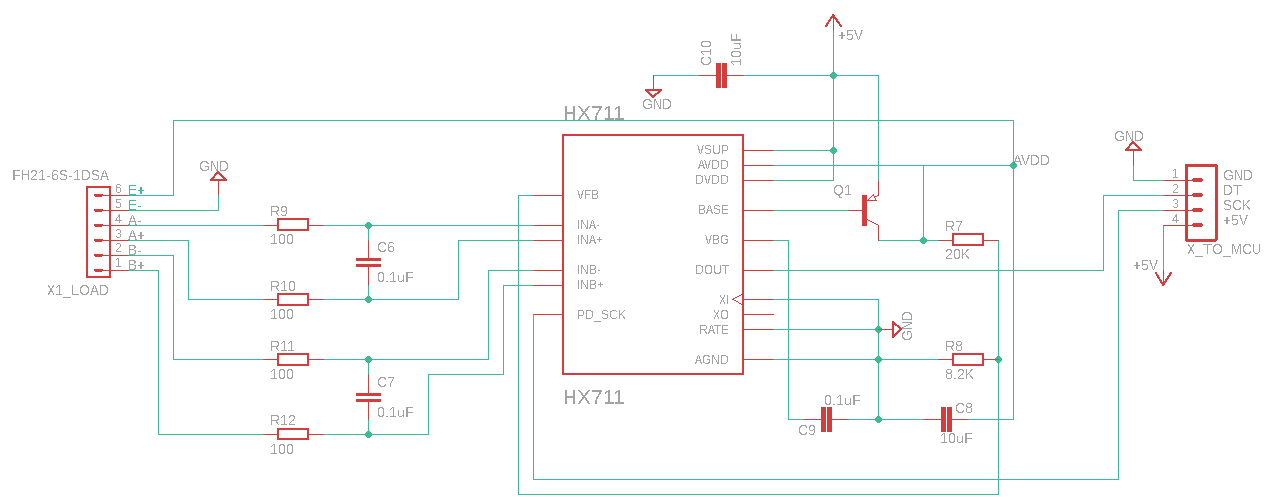 +5V
C10
10uF
GND
HX711
FH21-6S-1DSA
6 E+
5 E-
4 A-
3 A+
2 B-
1 B+
X1_LOAD
GND
R9
100
R10
100
R11
100
R12
100
C6
0.1uF
C7
0.1uF
VFB
INA-
INA+
INB-
INB+
PD_SCK
VSUP
AVDD
DVDD
BASE
VBG
DOUT
XI
XO
RATE
AGND
HX711
Q1
AVDD
R7
20K
GND
R8
8.2K
0.1uF
C9
C8
10uF
GND
1 GND
2 DT
3 SCK
4 +5V
X_TO_MCU
+5V